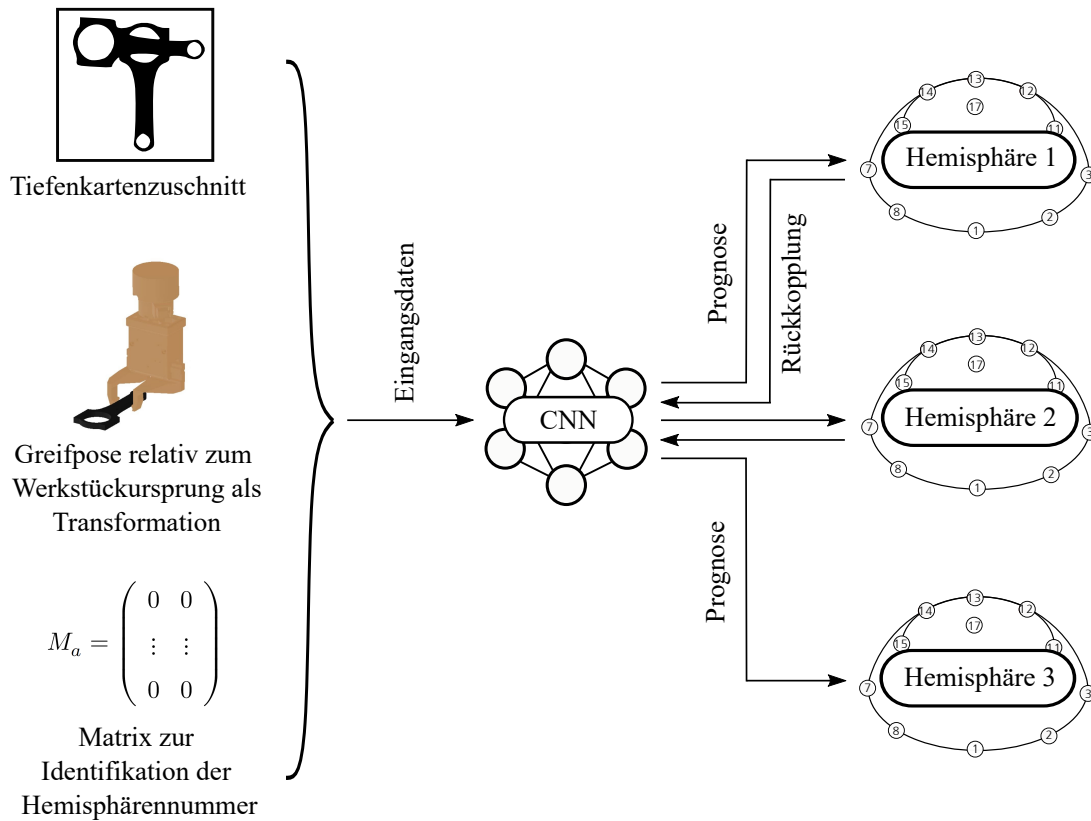 Tiefenkartenzuschnitt
Greifpose relativ zum
Werkstückursprung als
Transformation
M_a = ( 0 0
⋮ ⋮
0 0 )
Matrix zur
Identifikation der
Hemisphärennummer
Eingangsdaten
CNN
Prognose
Rückkopplung
Prognose
13
14
12
17
15
11
Hemisphäre 1
7
3
8
2
1
13
14
12
17
15
11
Hemisphäre 2
7
3
8
2
1
13
14
12
17
15
11
Hemisphäre 3
7
3
8
2
1